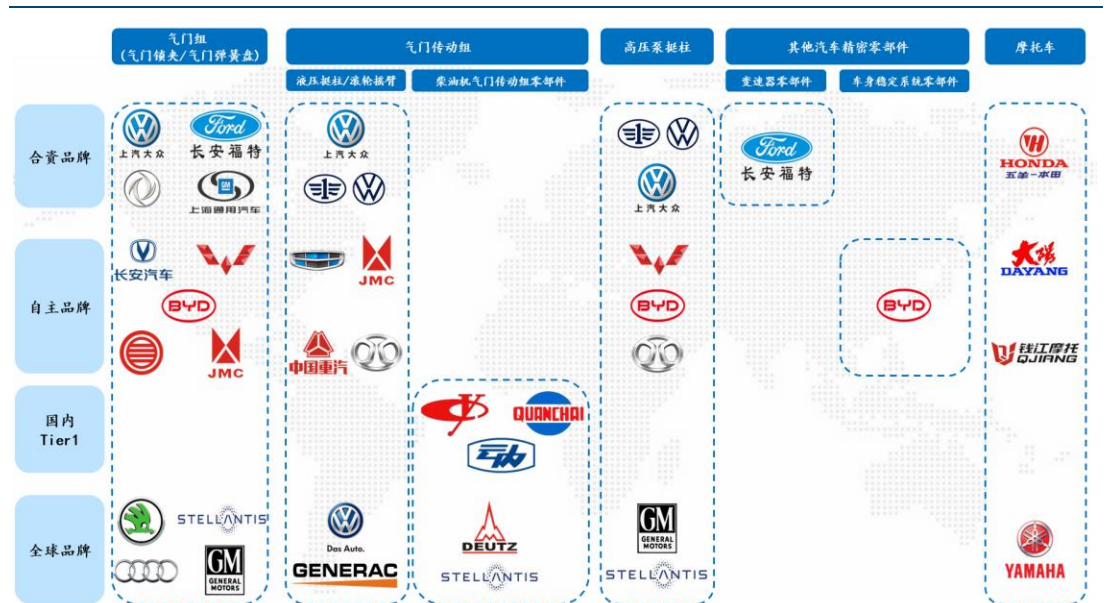 气门组
(气门锁夹/气门弹簧盘)
气门传动组
高压泵挺柱
其他汽车精密零部件
摩托车
液压挺柱/滚轮摇臂
柴油机气门传动组零部件
变速器零部件
车身稳定系统零部件
合资品牌
上汽大众
Ford
长安福特
GM
上海通用汽车
上汽大众
上汽大众
Ford
长安福特
HONDA
五羊-本田
自主品牌
长安汽车
BYD
JMC
JMC
中国重汽
BYD
BYD
大阳
DAYANG
钱江摩托
QJIANG
国内
Tier1
QUANCHAI
全球品牌
STELLANTIS
GM
GENERAL
MOTORS
Das Auto.
GENERAC
DEUTZ
STELLANTIS
GM
GENERAL
MOTORS
STELLANTIS
YAMAHA